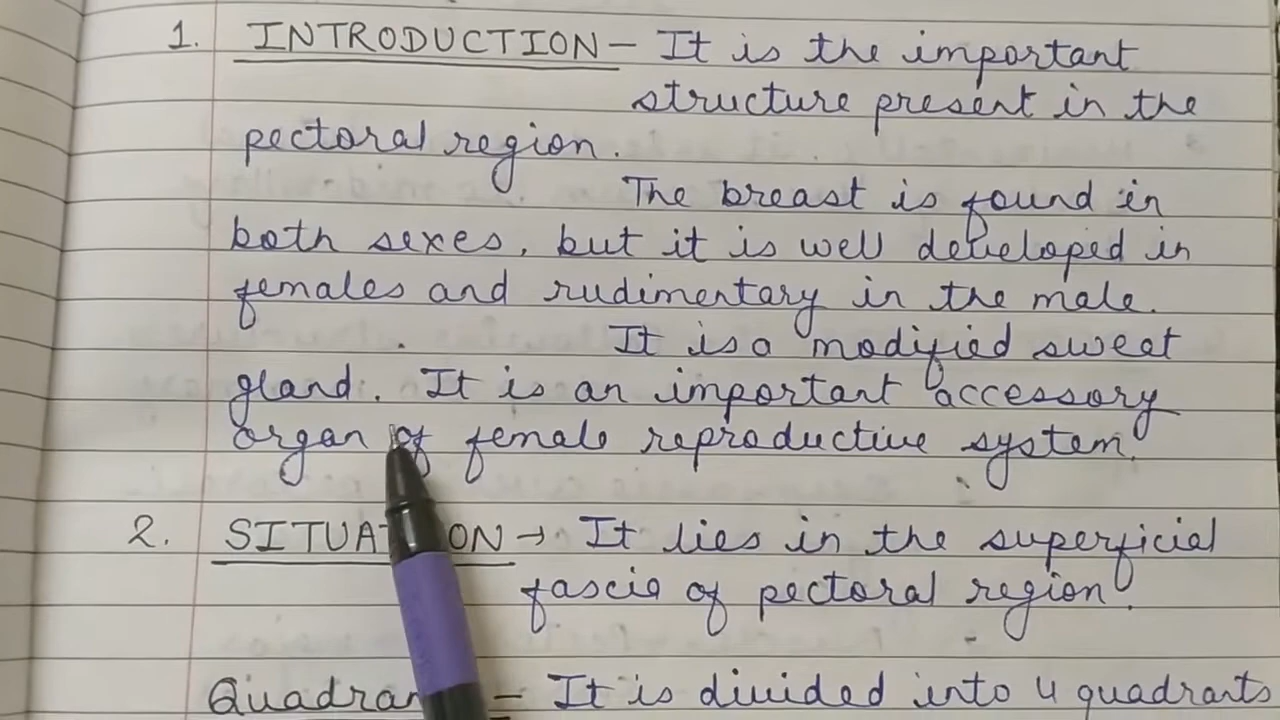 1. INTRODUCTION - It is the important
structure present in the
pectoral region.
The breast is found in
both sexes, but it is well developed in
females and rudimentary in the male.
It is a modified sweat
gland. It is an important accessory
organ of female reproductive system.
2. SITUATION → It lies in the superficial
fascia of pectoral region.
Quadran - It is divided into 4 quadrants